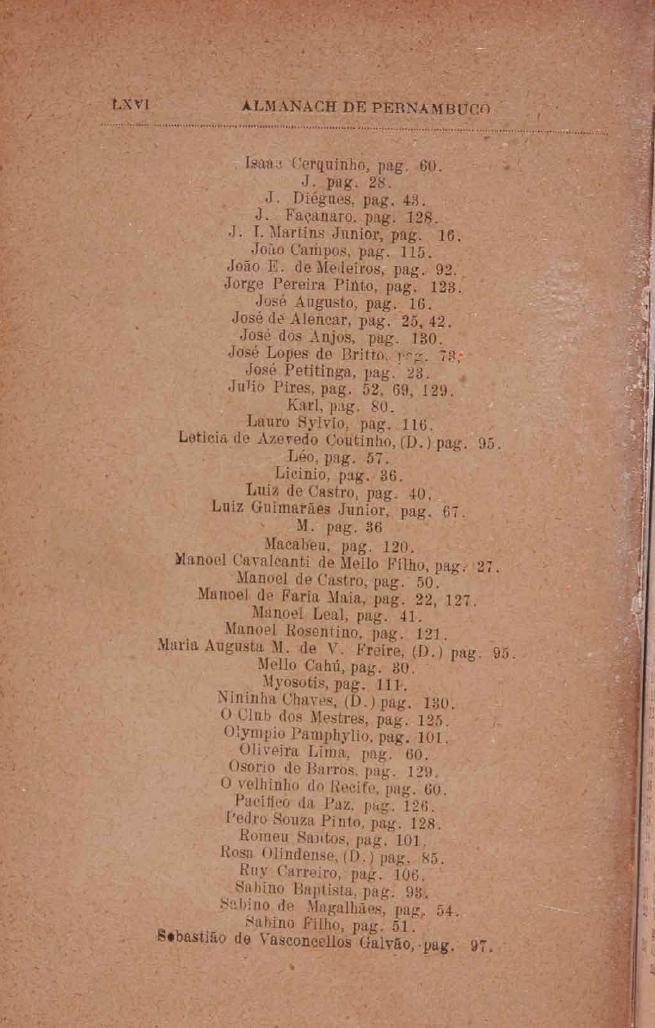 LXVI ALMANACH DE PERNAMBUCO
Isaac Cerquinho, pag. 60.
J. pag. 28.
J. Diégues, pag. 43.
J. Façanaro, pag. 128.
J. I. Martins Junior, pag. 16.
João Campos, pag. 115.
João E. de Medeiros, pag. 92.
Jorge Pereira Pinto, pag. 123.
José Augusto, pag. 16.
José de Alencar, pag. 25, 42.
José dos Anjos, pag. 130.
José Lopes de Britto, pag. 73,
José Petitinga, pag. 23.
Julio Pires, pag. 52, 69, 129.
Karl, pag. 80.
Lauro Sylvio, pag. 116.
Leticia de Azevedo Coutinho, (D.) pag. 95.
Léo, pag. 57.
Licinio, pag. 36.
Luiz de Castro, pag. 40.
Luiz Guimarães Junior, pag. 67.
M. pag. 36
Macabeu, pag. 120.
Manoel Cavalcanti de Mello Filho, pag. 27.
Manoel de Castro, pag. 50.
Manoel de Faria Maia, pag. 22, 127.
Manoel Leal, pag. 41.
Manoel Rosentino, pag. 121.
Maria Augusta M. de V. Freire, (D.) pag. 95.
Mello Cahú, pag. 30.
Myosotis, pag. 111.
Nininha Chaves, (D.) pag. 130.
O Club dos Mestres, pag. 125.
Olympio Pamphylio, pag. 101.
Oliveira Lima, pag. 60.
Osorio de Barros, pag. 129.
O velhinho do Recife, pag. 60.
Pacifico da Paz, pag. 126.
Pedro Souza Pinto, pag. 128.
Romeu Santos, pag. 101.
Rosa Olindense, (D.) pag. 85.
Ruy Carreiro, pag. 106.
Sabino Baptista, pag. 93.
Sabino de Magalhães, pag. 54.
Sabino Filho, pag. 51.
Sebastião de Vasconcellos Galvão, pag. 97.